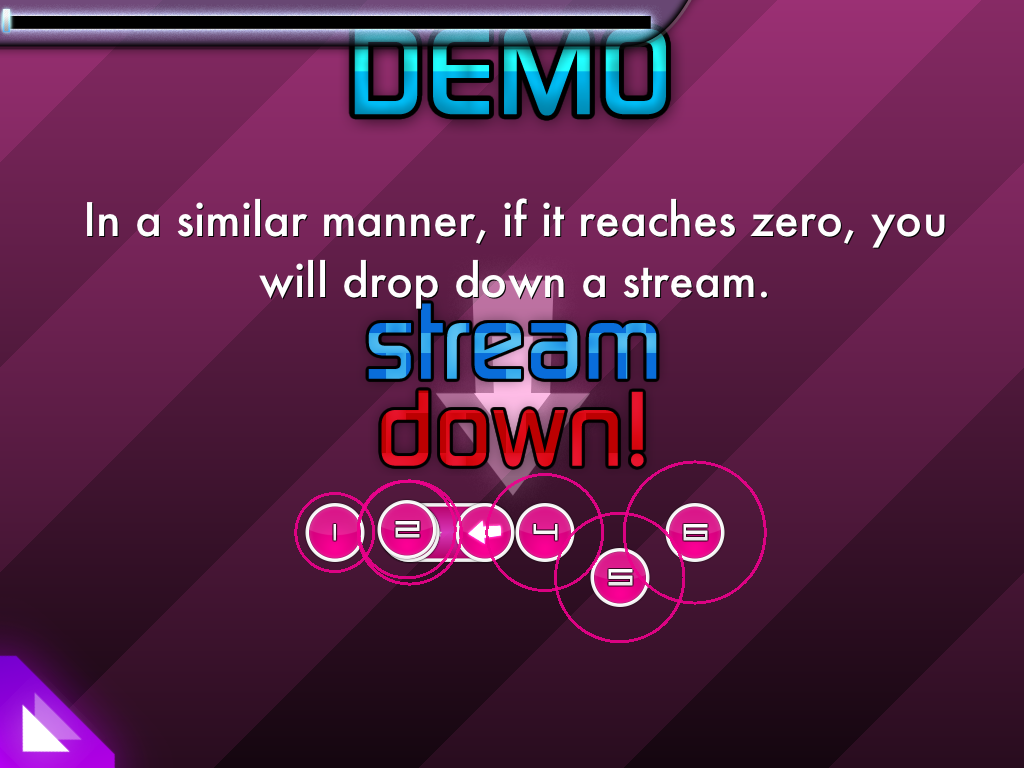 DEMO
In a similar manner, if it reaches zero, you
will drop down a stream.
stream
down!
1 2 4 6
5